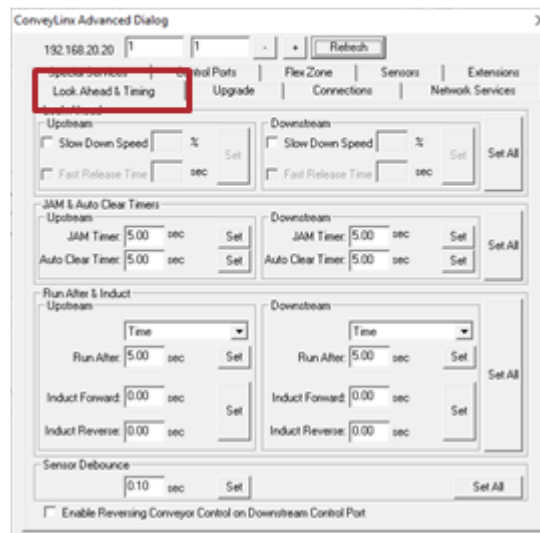 ConveyLinx Advanced Dialog
192.168.20.20 1 1 - + Refresh
Special Services Control Ports Flex Zone Sensors Extensions
Look Ahead & Timing Upgrade Connections Network Services
Look Ahead
Upstream Downstream
Slow Down Speed % Set Slow Down Speed % Set Set All
Fast Release Time sec Fast Release Time sec
JAM & Auto Clear Timers
Upstream Downstream
JAM Timer: 5.00 sec Set JAM Timer: 5.00 sec Set Set All
Auto Clear Timer: 5.00 sec Set Auto Clear Timer: 5.00 sec Set
Run After & Induct
Upstream Downstream
Time Time
Run After: 5.00 sec Set Run After: 5.00 sec Set Set All
Induct Forward: 0.00 sec Set Induct Forward: 0.00 sec Set
Induct Reverse: 0.00 sec Induct Reverse: 0.00 sec
Sensor Debounce
0.10 sec Set Set All
Enable Reversing Conveyor Control on Downstream Control Port